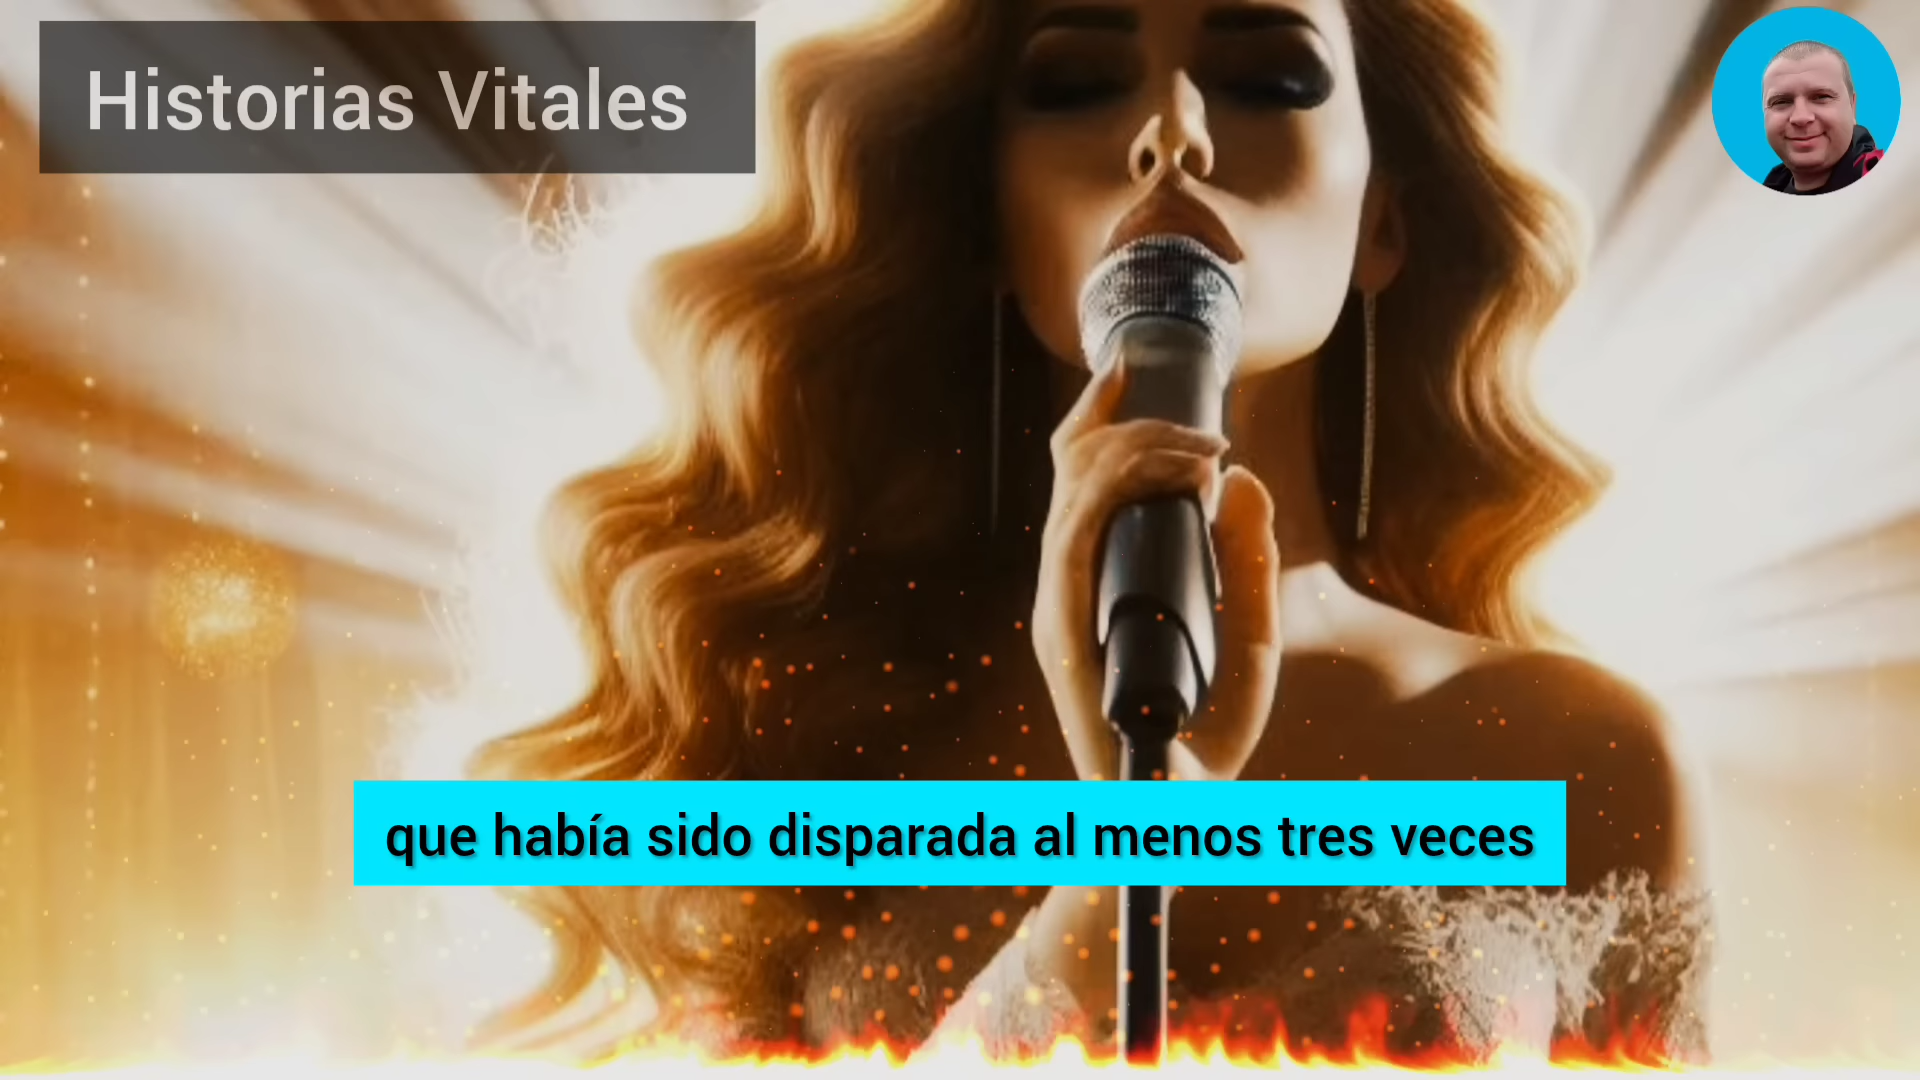 Historias Vitales
que había sido disparada al menos tres veces